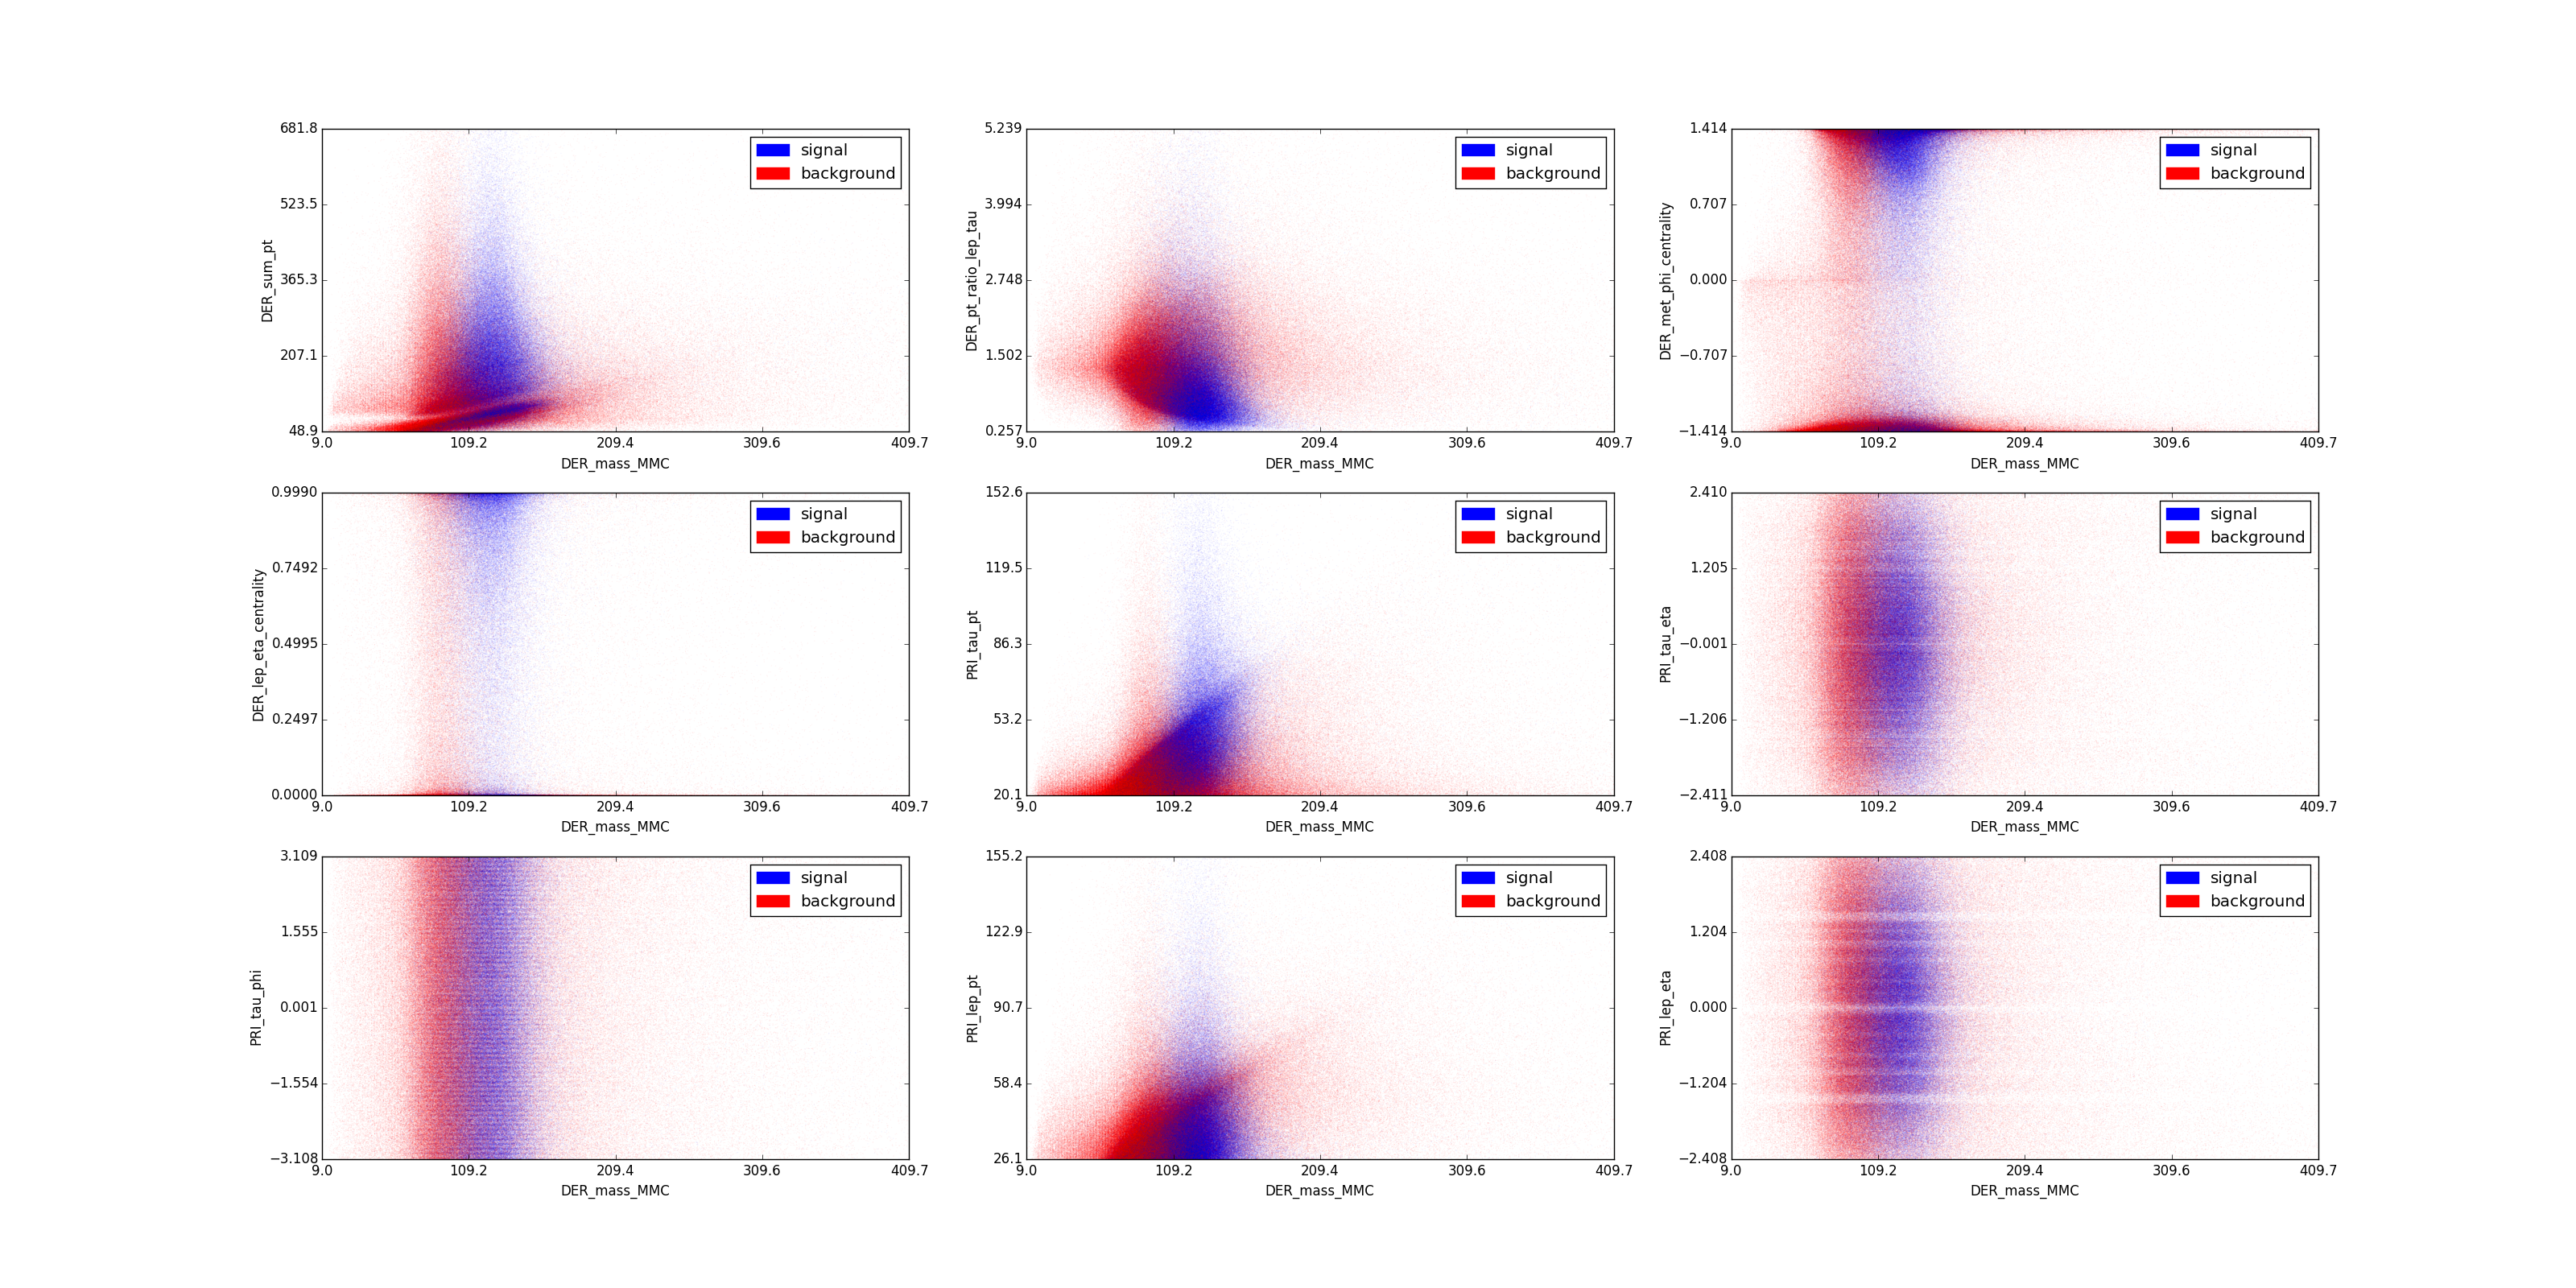 DER_sum_pt
681.8
523.5
365.3
207.1
48.9
9.0 109.2 209.4 309.6 409.7
DER_mass_MMC
signal
background
DER_pt_ratio_lep_tau
5.239
3.994
2.748
1.502
0.257
9.0 109.2 209.4 309.6 409.7
DER_mass_MMC
signal
background
DER_met_phi_centrality
1.414
0.707
0.000
−0.707
−1.414
9.0 109.2 209.4 309.6 409.7
DER_mass_MMC
signal
background
DER_lep_eta_centrality
0.9990
0.7492
0.4995
0.2497
0.0000
9.0 109.2 209.4 309.6 409.7
DER_mass_MMC
signal
background
PRI_tau_pt
152.6
119.5
86.3
53.2
20.1
9.0 109.2 209.4 309.6 409.7
DER_mass_MMC
signal
background
PRI_tau_eta
2.410
1.205
−0.001
−1.206
−2.411
9.0 109.2 209.4 309.6 409.7
DER_mass_MMC
signal
background
PRI_tau_phi
3.109
1.555
0.001
−1.554
−3.108
9.0 109.2 209.4 309.6 409.7
DER_mass_MMC
signal
background
PRI_lep_pt
155.2
122.9
90.7
58.4
26.1
9.0 109.2 209.4 309.6 409.7
DER_mass_MMC
signal
background
PRI_lep_eta
2.408
1.204
0.000
−1.204
−2.408
9.0 109.2 209.4 309.6 409.7
DER_mass_MMC
signal
background